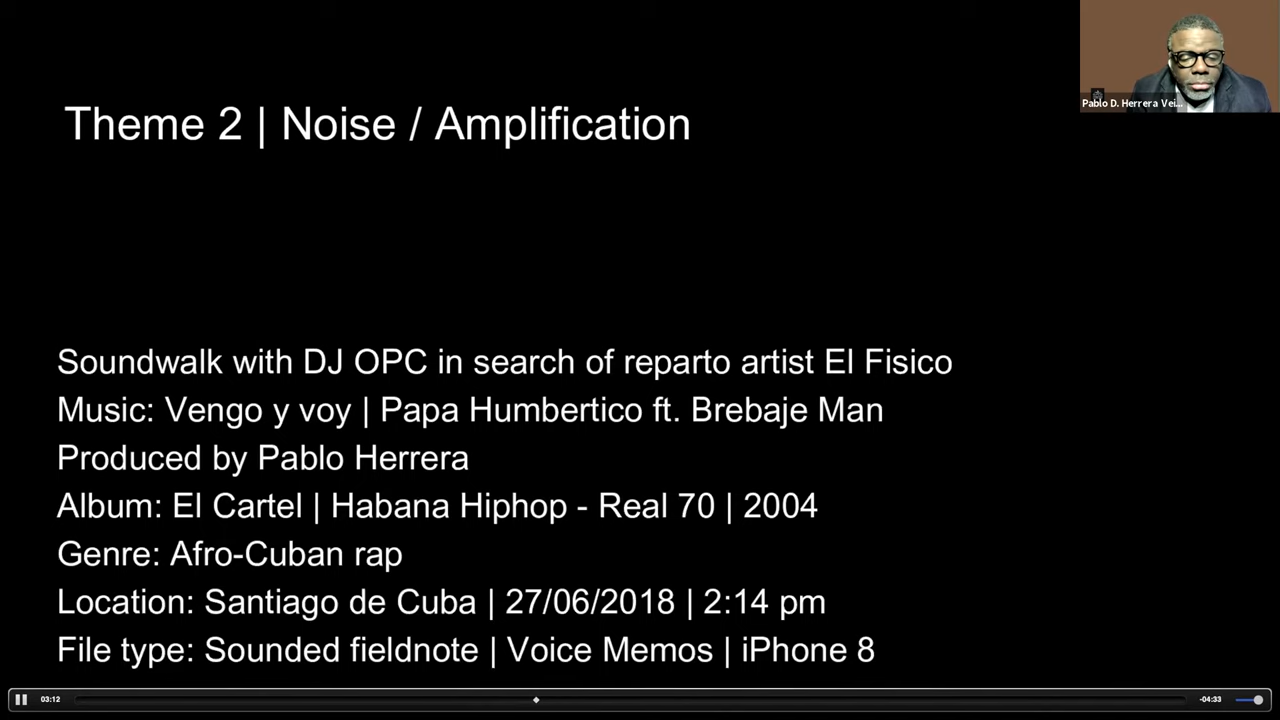 Pablo D. Herrera Vei...
Theme 2 | Noise / Amplification
Soundwalk with DJ OPC in search of reparto artist El Fisico
Music: Vengo y voy | Papa Humbertico ft. Brebaje Man
Produced by Pablo Herrera
Album: El Cartel | Habana Hiphop - Real 70 | 2004
Genre: Afro-Cuban rap
Location: Santiago de Cuba | 27/06/2018 | 2:14 pm
File type: Sounded fieldnote | Voice Memos | iPhone 8
03:12 -04:33